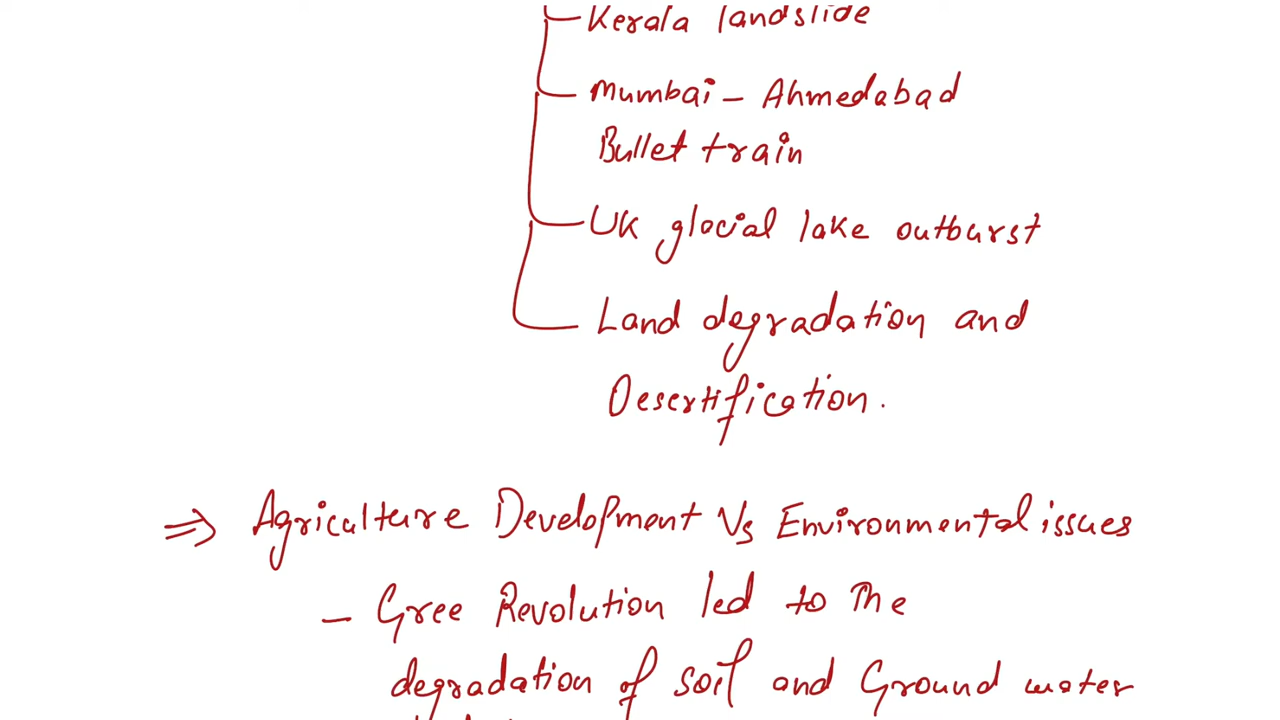 Kerala landslide
Mumbai - Ahmedabad
Bullet train
UK glocial lake outburst
Land degradation and
Desertification.
⇒ Agriculture Development Vs Environmental issues
- Gree Revolution led to The
degradation of soil and Ground water